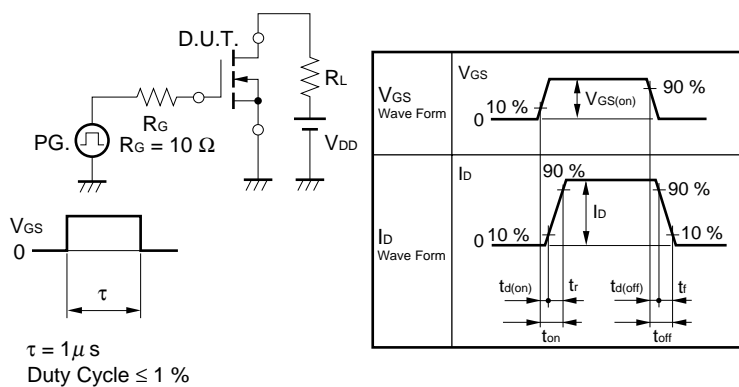 D.U.T.
RL
RG
PG.
RG = 10 Ω
VDD
VGS
0
τ
τ = 1μ s
Duty Cycle ≤ 1 %
VGS
Wave Form
VGS
10 %
0
VGS(on)
90 %
ID
Wave Form
ID
90 %
0
10 %
ID
90 %
10 %
td(on)
tr
td(off)
tf
ton
toff